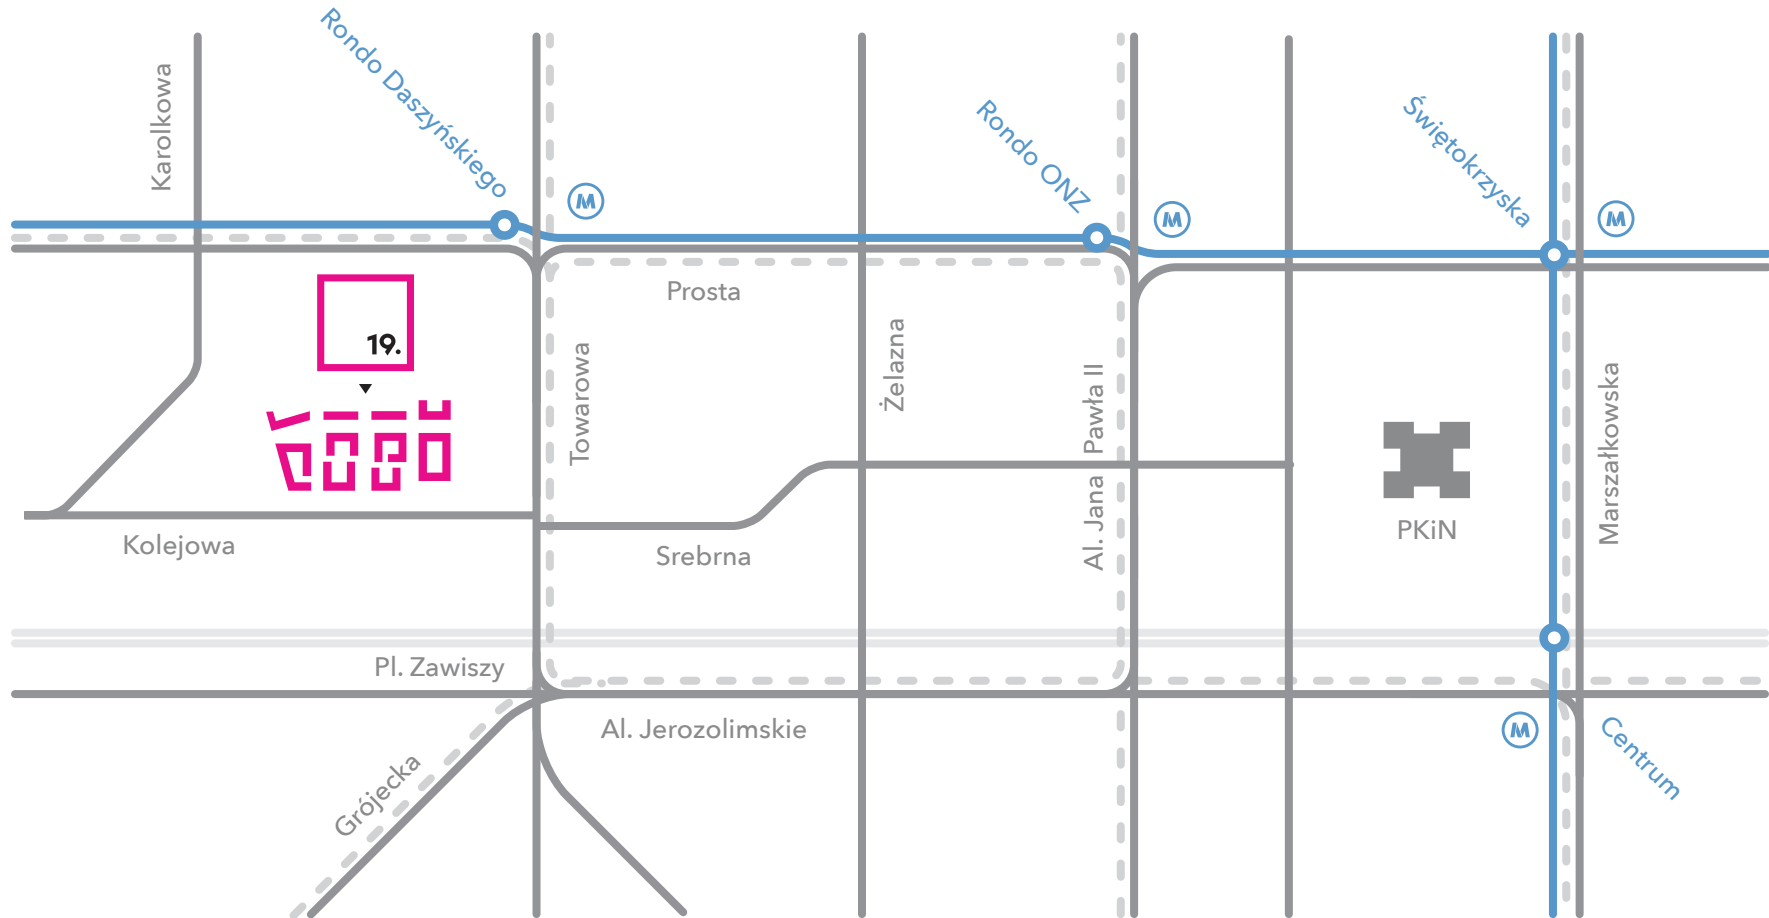 Rondo Daszyńskiego
Karolkowa
Rondo ONZ
Świętokrzyska
M
M
M
Prosta
19.
Towarowa
Żelazna
Al. Jana Pawła II
Marszałkowska
PKiN
Kolejowa
Srebrna
Pl. Zawiszy
Al. Jerozolimskie
M
Centrum
Grójecka